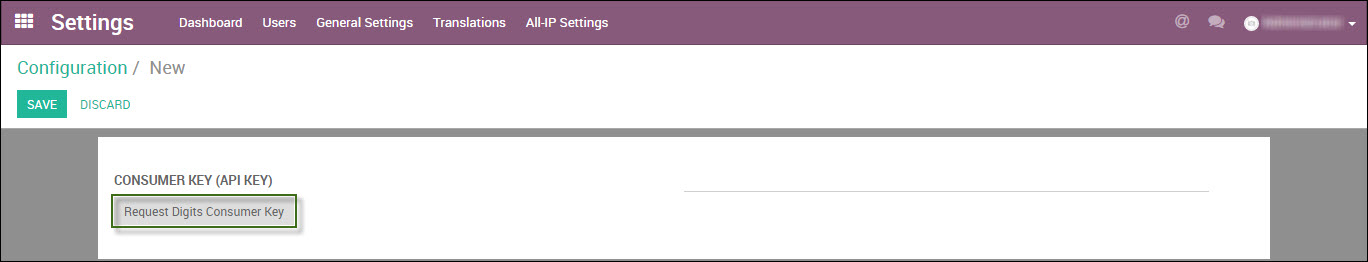 Settings Dashboard Users General Settings Translations All-IP Settings
Configuration / New
SAVE DISCARD
CONSUMER KEY (API KEY)
Request Digits Consumer Key